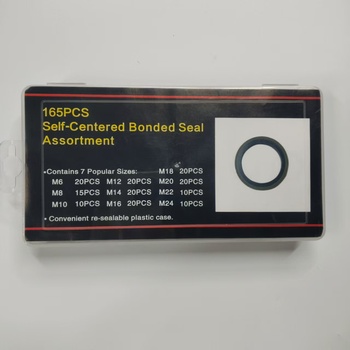 165PCS
Self-Centered Bonded Seal
Assortment
•Contains 7 Popular Sizes: M18 20PCS
M6 20PCS M12 20PCS M20 20PCS
M8 15PCS M14 20PCS M22 10PCS
M10 10PCS M16 20PCS M24 10PCS
• Convenient re-sealable plastic case.